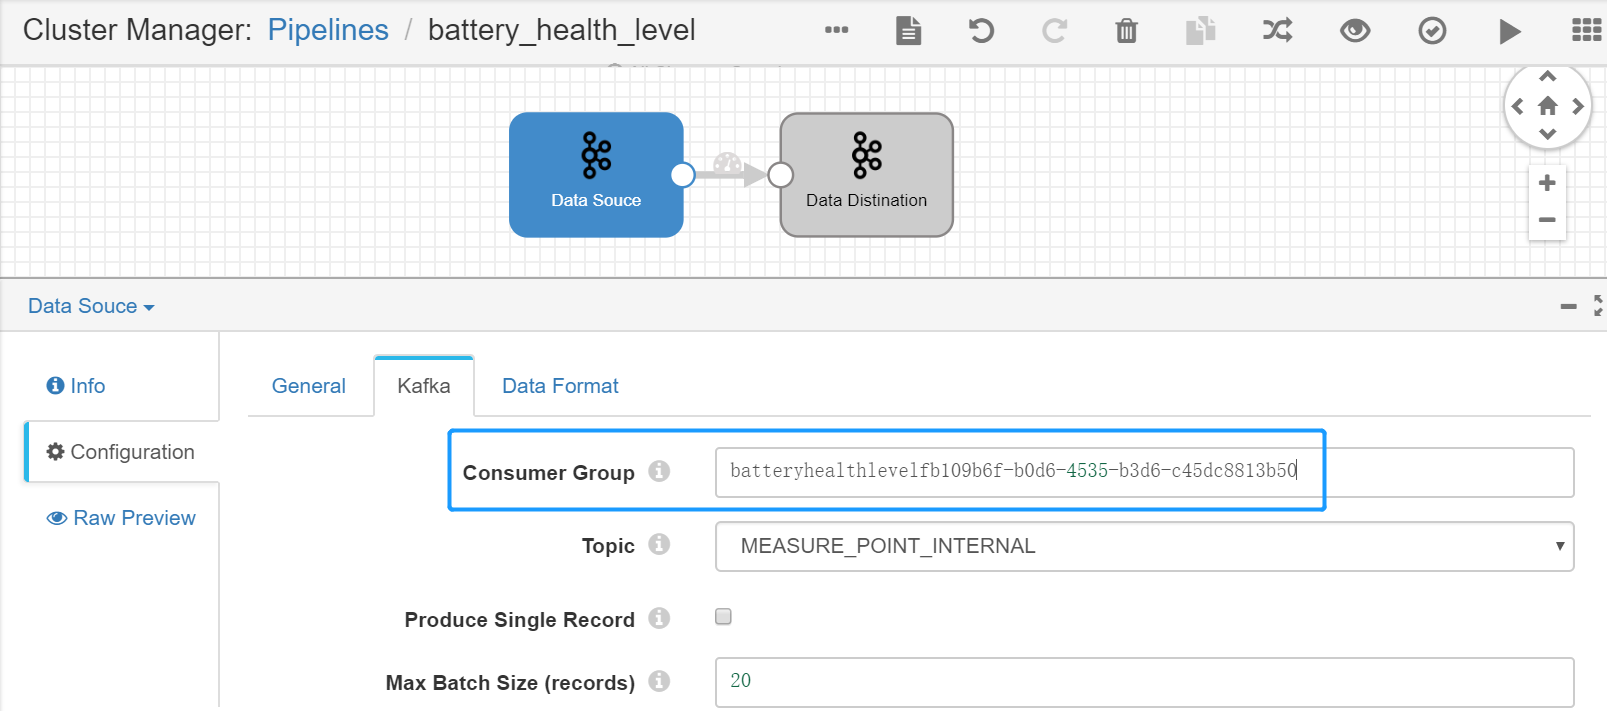 Cluster Manager: Pipelines / battery_health_level
Data Souce
Data Distination
Data Souce
Info
Configuration
Raw Preview
General
Kafka
Data Format
Consumer Group
batteryhealthlevelfb109b6f-b0d6-4535-b3d6-c45dc8813b50
Topic
MEASURE_POINT_INTERNAL
Produce Single Record
Max Batch Size (records)
20